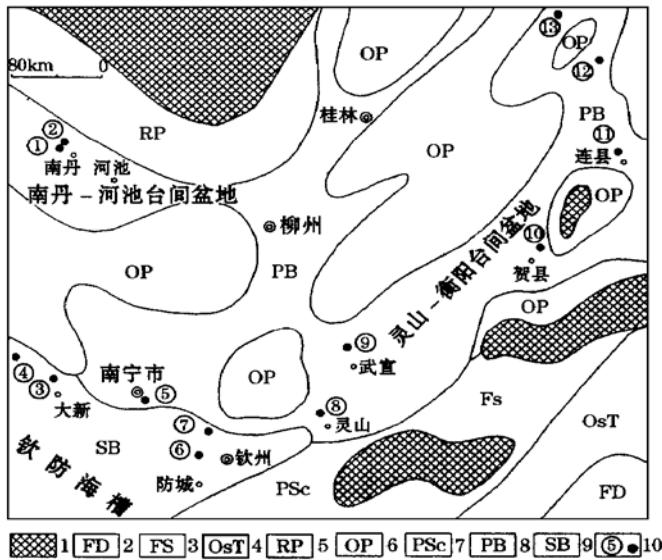 ⑬
OP
80km 0
OP
⑫
桂林
PB
RP
②
①
⑪
连县
南丹 河池
OP
OP
南丹－河池台间盆地
柳州
⑩
贺县
灵山－衡阳台间盆地
OP
PB
OP
⑨
武宣
④
③
南宁市
OP
大新
⑤
Fs
⑧
灵山
OsT
⑦
SB
⑥
钦州
钦防海槽
防城
PSc
FD
1 FD 2 FS 3 OsT 4 RP 5 OP 6 PSc 7 PB 8 SB 9 ⑤ 10